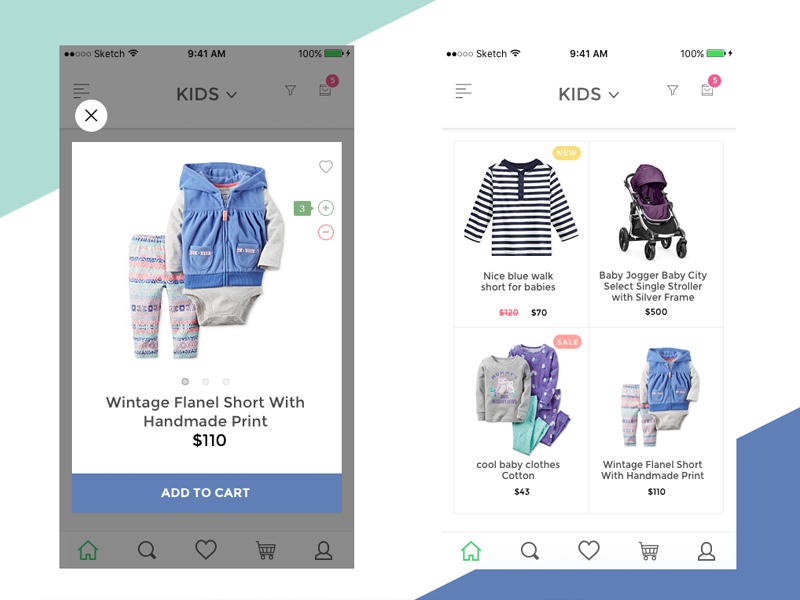 Sketch 9:41 AM 100%
KIDS 5
3
Wintage Flanel Short With
Handmade Print
$110
ADD TO CART
Sketch 9:41 AM 100%
KIDS 5
NEW
Nice blue walk
short for babies
$120 $70
Baby Jogger Baby City
Select Single Stroller
with Silver Frame
$500
SALE
cool baby clothes
Cotton
$43
Wintage Flanel Short
With Handmade Print
$110